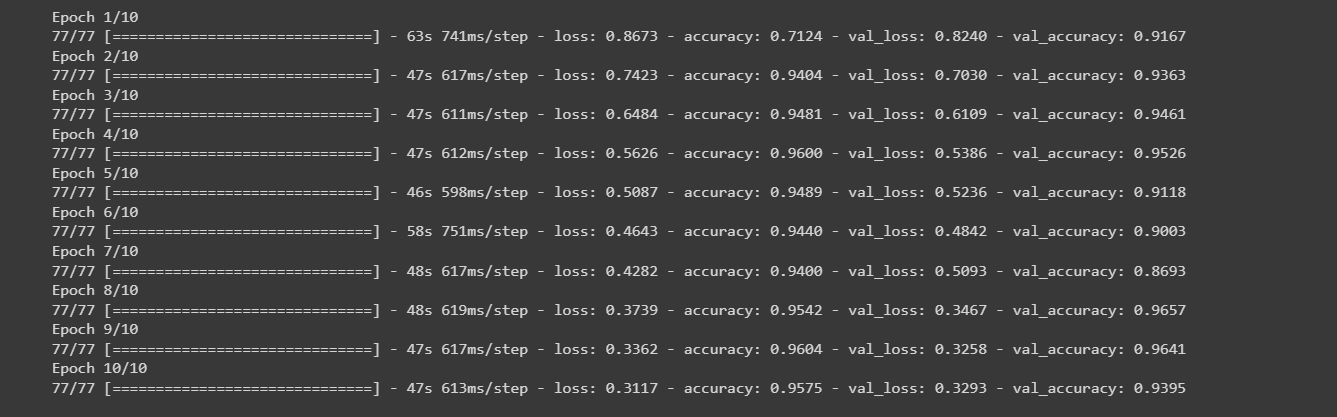 Epoch 1/10
77/77 [==============================] - 63s 741ms/step - loss: 0.8673 - accuracy: 0.7124 - val_loss: 0.8240 - val_accuracy: 0.9167
Epoch 2/10
77/77 [==============================] - 47s 617ms/step - loss: 0.7423 - accuracy: 0.9404 - val_loss: 0.7030 - val_accuracy: 0.9363
Epoch 3/10
77/77 [==============================] - 47s 611ms/step - loss: 0.6484 - accuracy: 0.9481 - val_loss: 0.6109 - val_accuracy: 0.9461
Epoch 4/10
77/77 [==============================] - 47s 612ms/step - loss: 0.5626 - accuracy: 0.9600 - val_loss: 0.5386 - val_accuracy: 0.9526
Epoch 5/10
77/77 [==============================] - 46s 598ms/step - loss: 0.5087 - accuracy: 0.9489 - val_loss: 0.5236 - val_accuracy: 0.9118
Epoch 6/10
77/77 [==============================] - 58s 751ms/step - loss: 0.4643 - accuracy: 0.9440 - val_loss: 0.4842 - val_accuracy: 0.9003
Epoch 7/10
77/77 [==============================] - 48s 617ms/step - loss: 0.4282 - accuracy: 0.9400 - val_loss: 0.5093 - val_accuracy: 0.8693
Epoch 8/10
77/77 [==============================] - 48s 619ms/step - loss: 0.3739 - accuracy: 0.9542 - val_loss: 0.3467 - val_accuracy: 0.9657
Epoch 9/10
77/77 [==============================] - 47s 617ms/step - loss: 0.3362 - accuracy: 0.9604 - val_loss: 0.3258 - val_accuracy: 0.9641
Epoch 10/10
77/77 [==============================] - 47s 613ms/step - loss: 0.3117 - accuracy: 0.9575 - val_loss: 0.3293 - val_accuracy: 0.9395